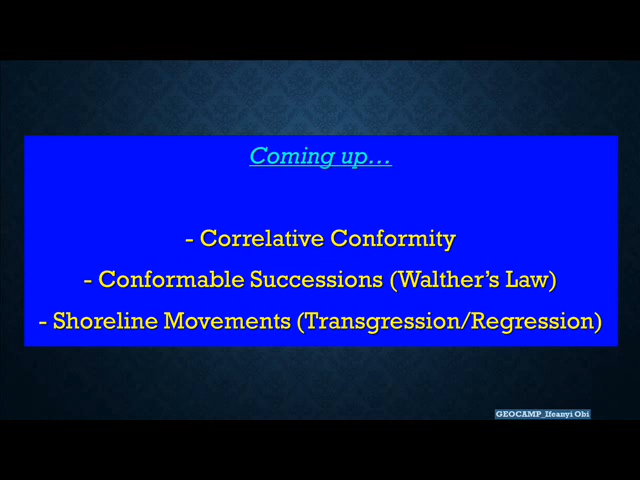 Coming up...
- Correlative Conformity
- Conformable Successions (Walther's Law)
- Shoreline Movements (Transgression/Regression)
GEOCAMP_Ifeanyi Obi